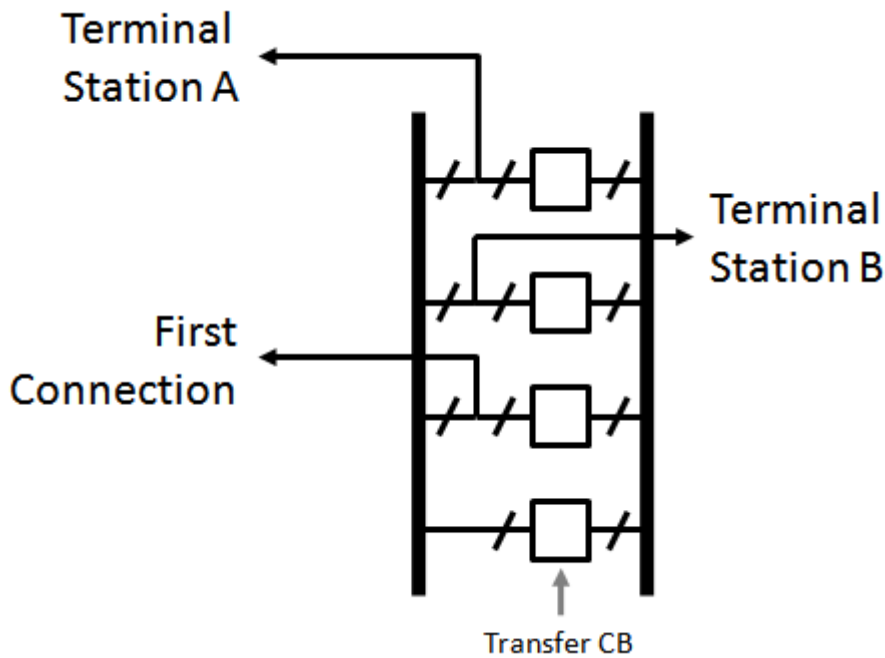 Terminal
Station A
Terminal
Station B
First
Connection
Transfer CB